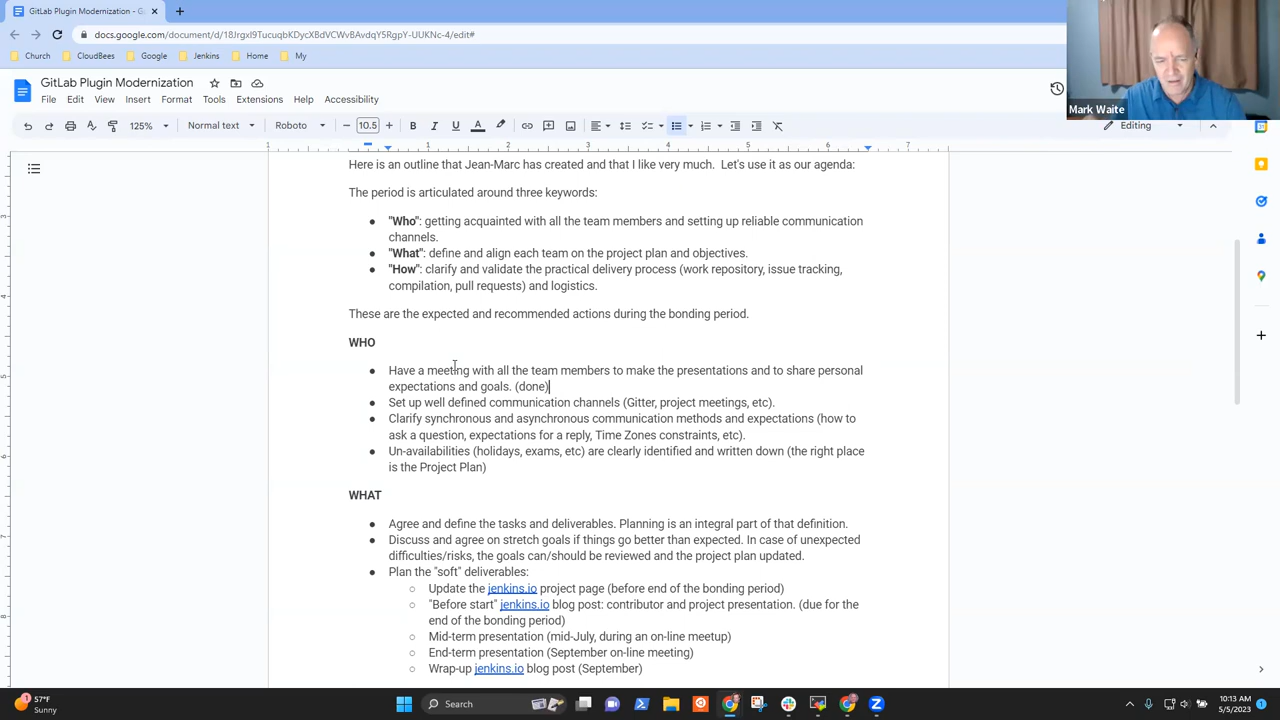 GitLab Plugin Modernization - G
docs.google.com/document/d/18Jrgxl9TucuqbKDycXBdVCWvBAvdqY5RgpY-UUKNc-4/edit#
Church CloudBees Google Jenkins Home My
GitLab Plugin Modernization
File Edit View Insert Format Tools Extensions Accessibility
125% Normal text Roboto 10.5 Editing
Mark Waite
1 1 2 3 4 5 6 7
Here is an outline that Jean-Marc has created and that I like very much. Let's use it as our agenda:
The period is articulated around three keywords:
"Who": getting acquainted with all the team members and setting up reliable communication
channels.
"What": define and align each team on the project plan and objectives.
"How": clarify and validate the practical delivery process (work repository, issue tracking,
compilation, pull requests) and logistics.
These are the expected and recommended actions during the bonding period.
WHO
Have a meeting with all the team members to make the presentations and to share personal
expectations and goals. (done)
Set up well defined communication channels (Gitter, project meetings, etc).
Clarify synchronous and asynchronous communication methods and expectations (how to
ask a question, expectations for a reply, Time Zones constraints, etc).
Un-availabilities (holidays, exams, etc) are clearly identified and written down (the right place
is the Project Plan)
WHAT
Agree and define the tasks and deliverables. Planning is an integral part of that definition.
Discuss and agree on stretch goals if things go better than expected. In case of unexpected
difficulties/risks, the goals can/should be reviewed and the project plan updated.
Plan the "soft" deliverables:
Update the jenkins.io project page (before end of the bonding period)
"Before start" jenkins.io blog post: contributor and project presentation. (due for the
end of the bonding period)
Mid-term presentation (mid-July, during an on-line meetup)
End-term presentation (September on-line meeting)
Wrap-up jenkins.io blog post (September)
57°F
Sunny
Search
10:13 AM
5/5/2023